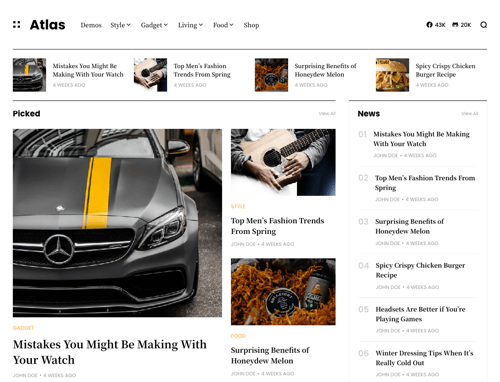 Atlas
Demos Style Gadget Living Food Shop
43K 20K
Mistakes You Might Be
Making With Your Watch
4 WEEKS AGO
Top Men's Fashion
Trends From Spring
4 WEEKS AGO
Surprising Benefits of
Honeydew Melon
4 WEEKS AGO
Spicy Crispy Chicken
Burger Recipe
4 WEEKS AGO
Picked
View All
GADGET
Mistakes You Might Be Making With
Your Watch
JOHN DOE • 4 WEEKS AGO
STYLE
Top Men's Fashion Trends
From Spring
JOHN DOE • 4 WEEKS AGO
FOOD
Surprising Benefits of
Honeydew Melon
JOHN DOE • 4 WEEKS AGO
News
View All
01 Mistakes You Might Be Making
With Your Watch
JOHN DOE • 4 WEEKS AGO
02 Top Men's Fashion Trends From
Spring
JOHN DOE • 4 WEEKS AGO
03 Surprising Benefits of
Honeydew Melon
JOHN DOE • 4 WEEKS AGO
04 Spicy Crispy Chicken Burger
Recipe
JOHN DOE • 4 WEEKS AGO
05 Headsets Are Better if You're
Playing Games
JOHN DOE • 4 WEEKS AGO
06 Winter Dressing Tips When It's
Really Cold Out
JOHN DOE • 4 WEEKS AGO